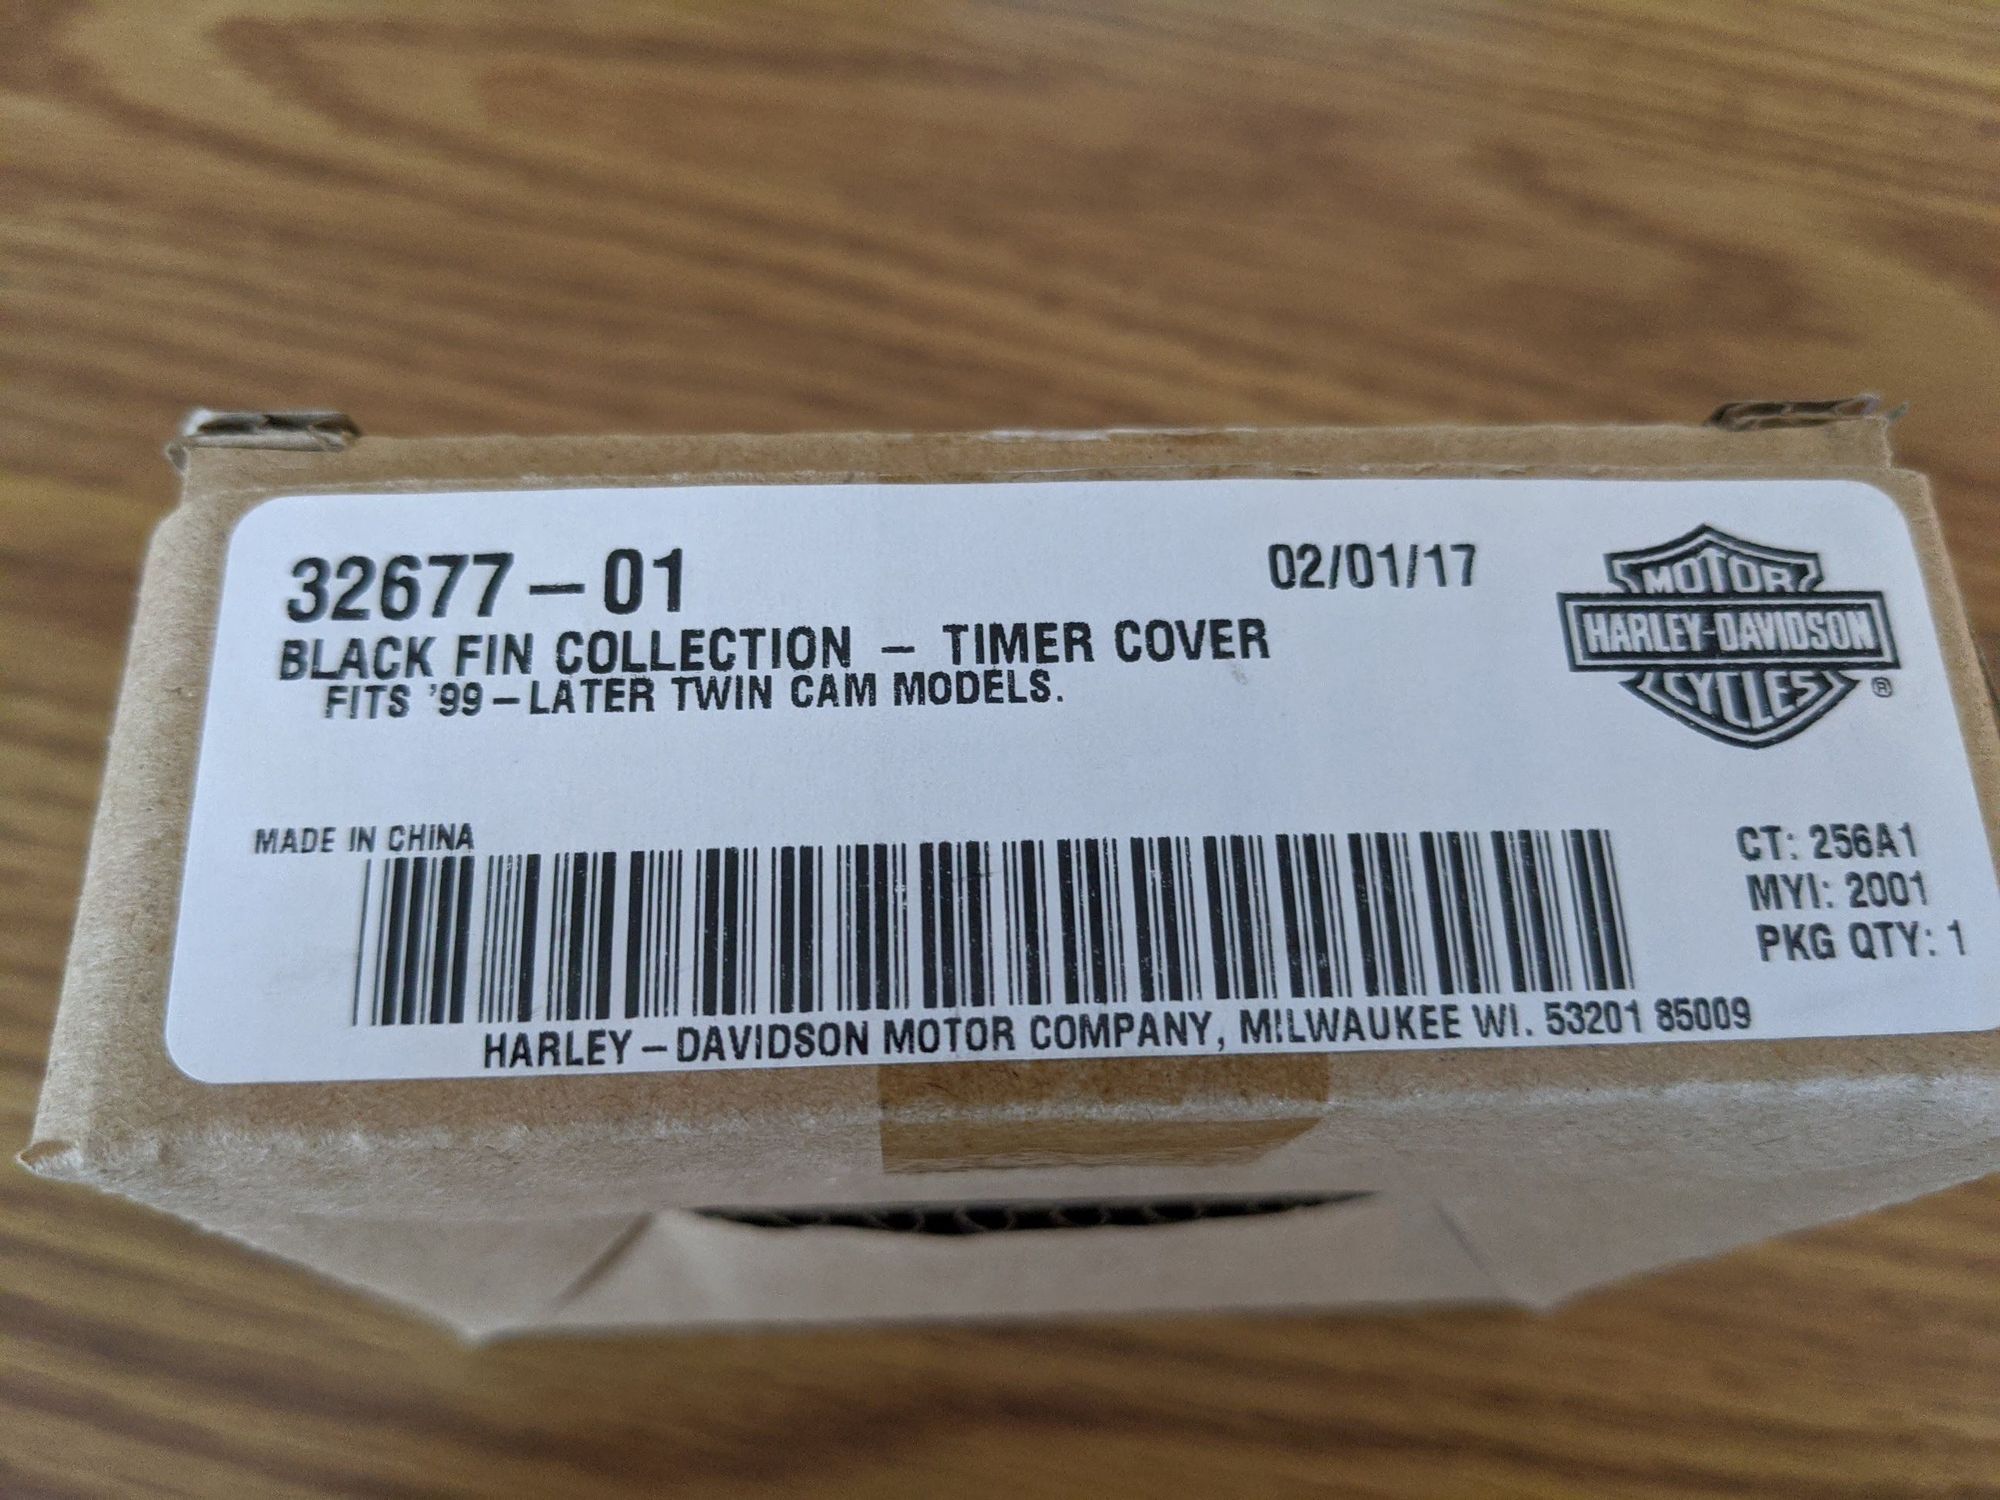 32677-01
02/01/17
BLACK FIN COLLECTION - TIMER COVER
FITS '99-LATER TWIN CAM MODELS.
MOTOR
HARLEY-DAVIDSON
CYCLES
®
MADE IN CHINA
CT: 256A1
MYI: 2001
PKG QTY: 1
HARLEY-DAVIDSON MOTOR COMPANY, MILWAUKEE WI. 53201 85009